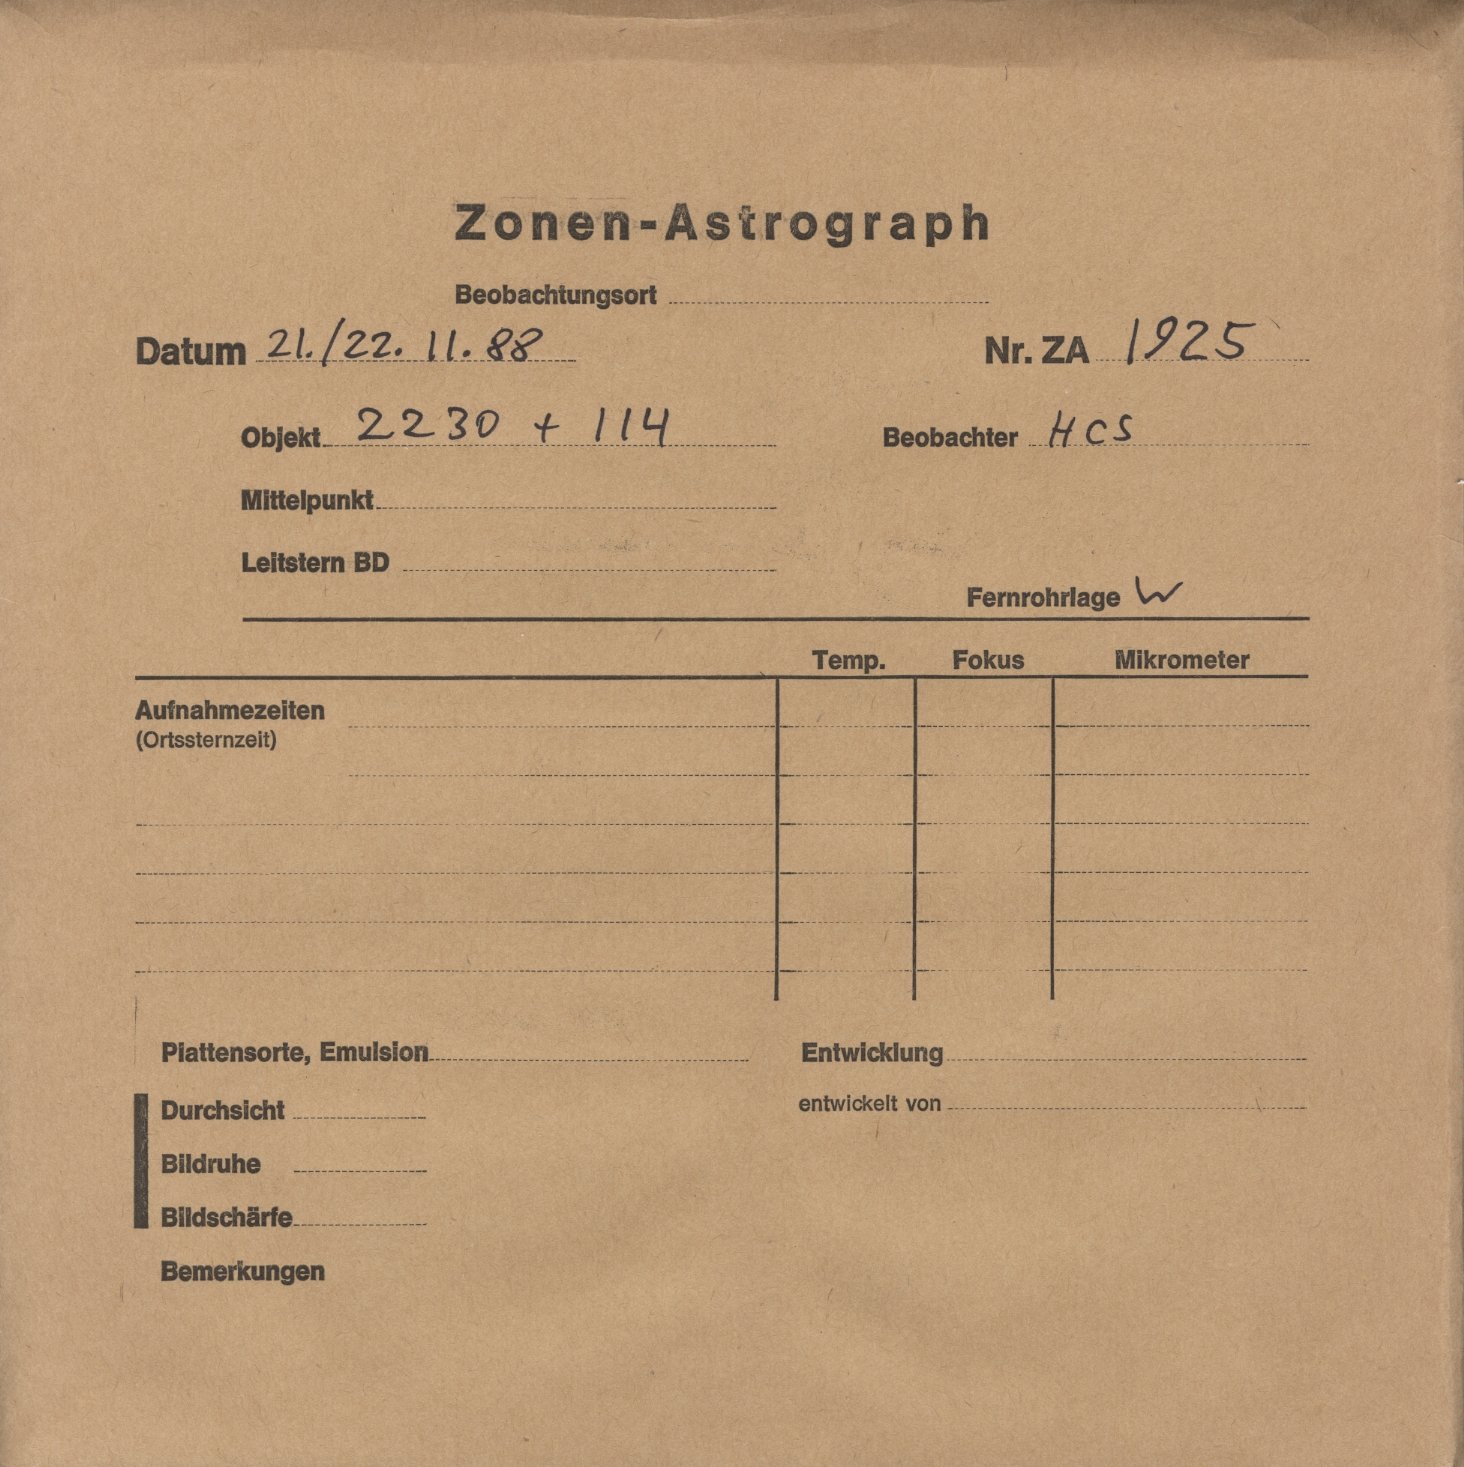 Zonen-Astrograph
Beobachtungsort
Datum 21./22. 11. 88 Nr. ZA 1925
Objekt 2230 + 114 Beobachter HCS
Mittelpunkt
Leitstern BD
Fernrohrlage W
Temp. Fokus Mikrometer
Aufnahmezeiten
(Ortssternzeit)
Plattensorte, Emulsion Entwicklung
Durchsicht entwickelt von
Bildruhe
Bildschärfe
Bemerkungen